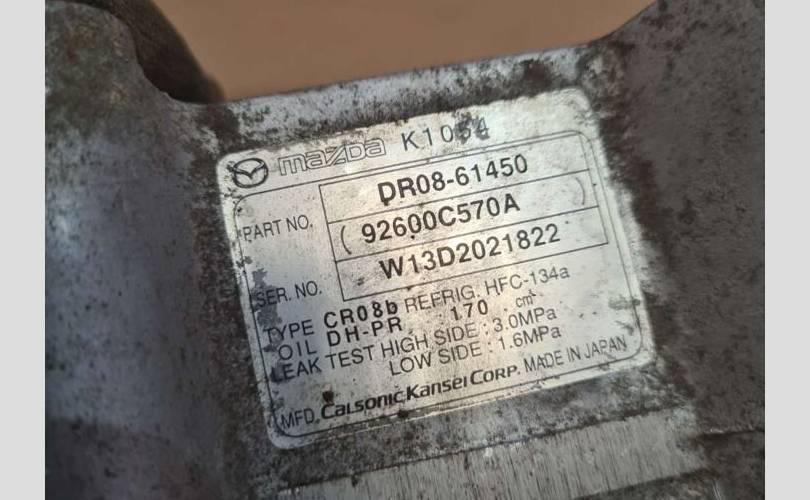 mazda K1054
PART NO. DR08-61450
( 92600C570A )
SER. NO. W13D2021822
TYPE CR08b REFRIG. HFC-134a
OIL DH-PR 170 cm³
LEAK TEST HIGH SIDE : 3.0MPa
LOW SIDE : 1.6MPa
MFD. CALSONIC KANSEI CORP. MADE IN JAPAN